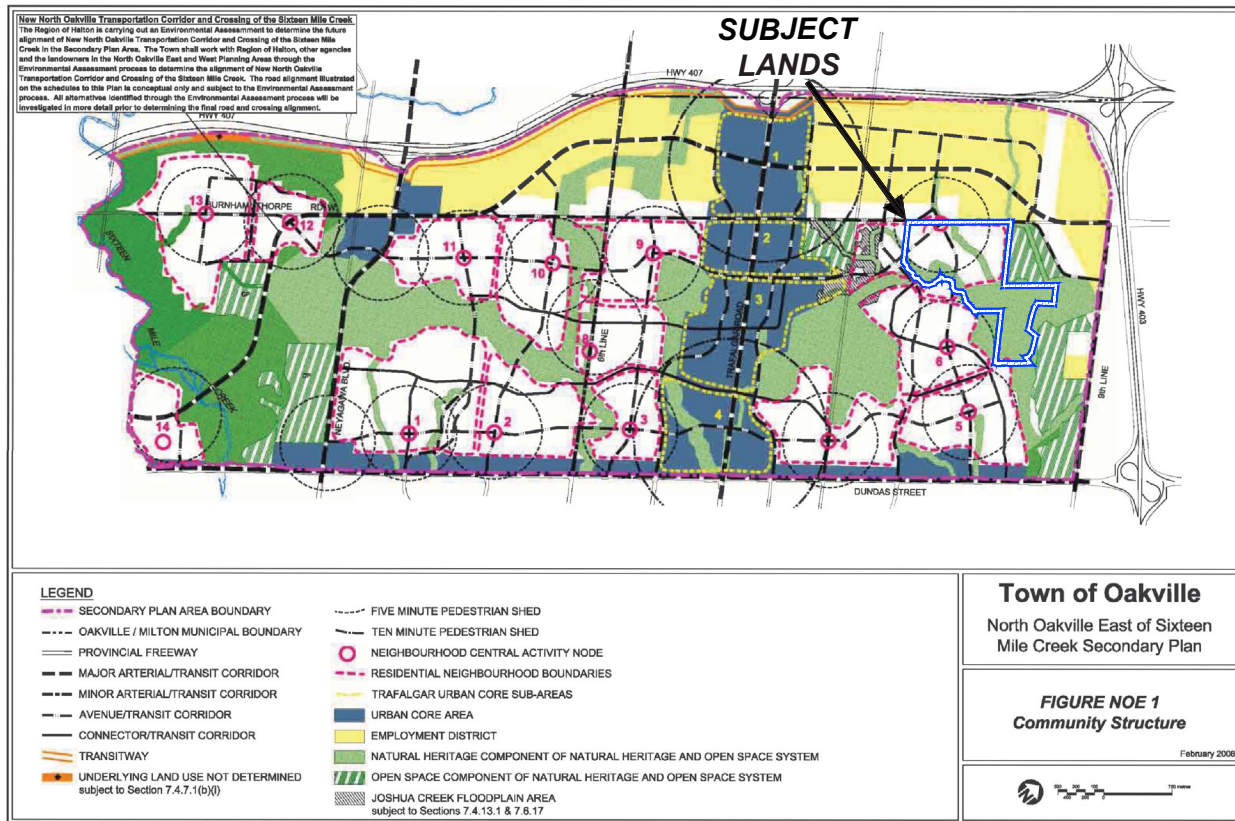 New North Oakville Transportation Corridor and Crossing of the Sixteen Mile Creek
The Region of Halton is carrying out an Environmental Assessmment to determine the future
alignment of New North Oakville Transportation Corridor and Crossing of the Sixteen Mile
Creek in the Secondary Plan Area. The Town shall work with Region of Halton, other agencies
and the landowners in the North Oakville East and West Planning Areas through the
Environmental Assessment process to determine the alignment of New North Oakville
Transportation Corridor and Crossing of the Sixteen Mile Creek. The road alignment illustrated
on the schedules to this Plan is conceptual only and subject to the Environmental Assessment
process. All alternatives identified through the Environmental Assessment process will be
investigated in more detail prior to determining the final road and crossing alignment.
SUBJECT
LANDS
HWY 407
HWY 407
1
13
BURNHAMTHORPE RD. W.
12
11
10
9
2
3
SIXTEEN
MILE
CREEK
NEYAGAWA BLVD.
8
6th LINE
TRAFALGAR ROAD
6
HWY 403
9th LINE
14
1
2
3
4
4
5
DUNDAS STREET
LEGEND
SECONDARY PLAN AREA BOUNDARY
OAKVILLE / MILTON MUNICIPAL BOUNDARY
PROVINCIAL FREEWAY
MAJOR ARTERIAL/TRANSIT CORRIDOR
MINOR ARTERIAL/TRANSIT CORRIDOR
AVENUE/TRANSIT CORRIDOR
CONNECTOR/TRANSIT CORRIDOR
TRANSITWAY
UNDERLYING LAND USE NOT DETERMINED
subject to Section 7.4.7.1(b)(i)
FIVE MINUTE PEDESTRIAN SHED
TEN MINUTE PEDESTRIAN SHED
NEIGHBOURHOOD CENTRAL ACTIVITY NODE
RESIDENTIAL NEIGHBOURHOOD BOUNDARIES
TRAFALGAR URBAN CORE SUB-AREAS
URBAN CORE AREA
EMPLOYMENT DISTRICT
NATURAL HERITAGE COMPONENT OF NATURAL HERITAGE AND OPEN SPACE SYSTEM
OPEN SPACE COMPONENT OF NATURAL HERITAGE AND OPEN SPACE SYSTEM
JOSHUA CREEK FLOODPLAIN AREA
subject to Sections 7.4.13.1 & 7.6.17
Town of Oakville
North Oakville East of Sixteen
Mile Creek Secondary Plan
FIGURE NOE 1
Community Structure
February 2008